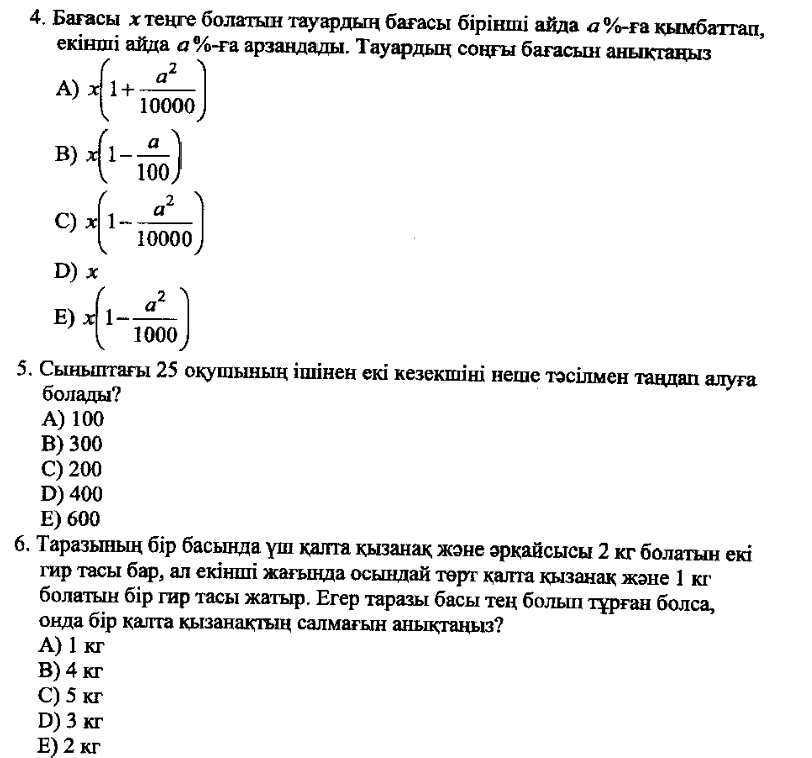 4. Бағасы x теңге болатын тауардың бағасы бірінші айда a %-ға қымбаттап,
екінші айда a %-ға арзандады. Тауардың соңғы бағасын анықтаңыз
A) x(1+a²/10000)
B) x(1−a/100)
C) x(1−a²/10000)
D) x
E) x(1−a²/1000)
5. Сыныптағы 25 оқушының ішінен екі кезекшіні неше тәсілмен таңдап алуға
болады?
A) 100
B) 300
C) 200
D) 400
E) 600
6. Таразының бір басында үш қалта қызанақ және әрқайсысы 2 кг болатын екі
гир тасы бар, ал екінші жағында осындай төрт қалта қызанақ және 1 кг
болатын бір гир тасы жатыр. Егер таразы басы тең болып тұрған болса,
онда бір қалта қызанақтың салмағын анықтаңыз?
A) 1 кг
B) 4 кг
C) 5 кг
D) 3 кг
E) 2 кг